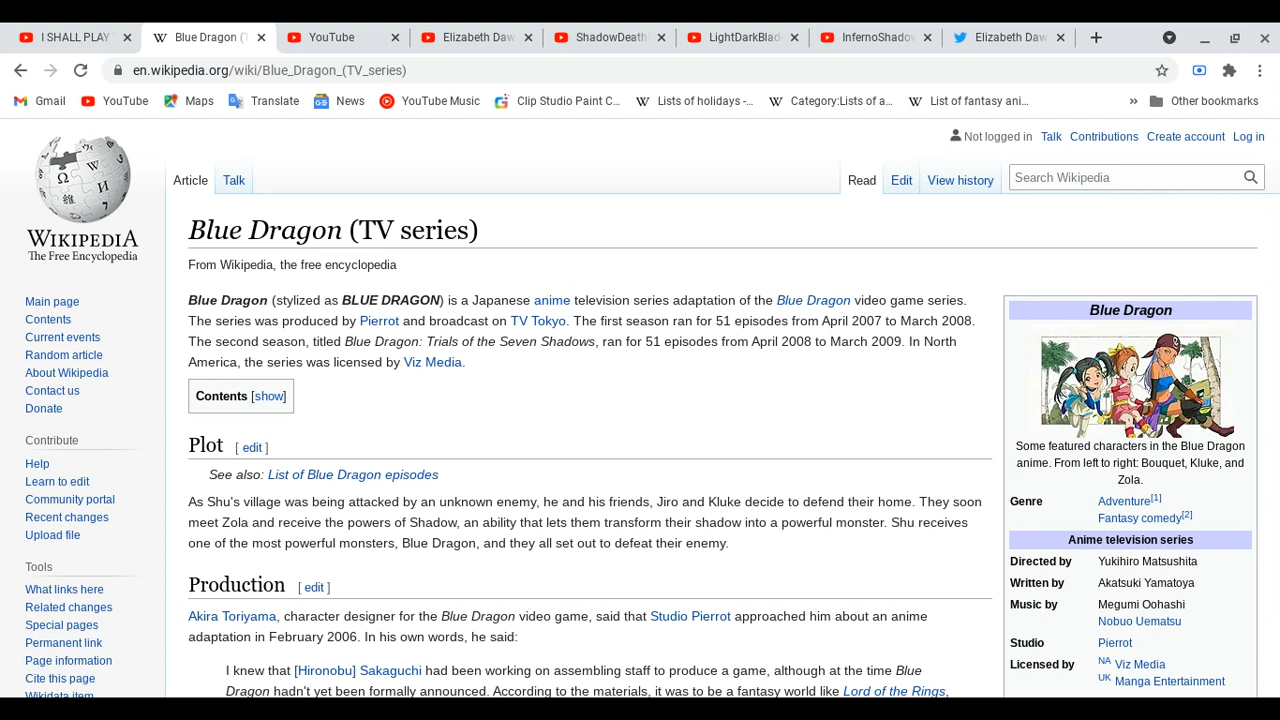 I SHALL PLAY
Blue Dragon (T
YouTube
Elizabeth Daw
ShadowDeath
LightDarkBlad
InfernoShadow
Elizabeth Daw
en.wikipedia.org/wiki/Blue_Dragon_(TV_series)
Gmail YouTube Maps Translate News YouTube Music Clip Studio Paint C... Lists of holidays -... Category:Lists of a... List of fantasy ani... » Other bookmarks
Not logged in Talk Contributions Create account Log in
Article Talk Read Edit View history Search Wikipedia
WIKIPEDIA
The Free Encyclopedia
Main page
Contents
Current events
Random article
About Wikipedia
Contact us
Donate
Contribute
Help
Learn to edit
Community portal
Recent changes
Upload file
Tools
What links here
Related changes
Special pages
Permanent link
Page information
Cite this page
Wikidata item
Blue Dragon (TV series)
From Wikipedia, the free encyclopedia
Blue Dragon (stylized as BLUE DRAGON) is a Japanese anime television series adaptation of the Blue Dragon video game series.
The series was produced by Pierrot and broadcast on TV Tokyo. The first season ran for 51 episodes from April 2007 to March 2008.
The second season, titled Blue Dragon: Trials of the Seven Shadows, ran for 51 episodes from April 2008 to March 2009. In North
America, the series was licensed by Viz Media.
Contents [show]
Plot [ edit ]
See also: List of Blue Dragon episodes
As Shu's village was being attacked by an unknown enemy, he and his friends, Jiro and Kluke decide to defend their home. They soon
meet Zola and receive the powers of Shadow, an ability that lets them transform their shadow into a powerful monster. Shu receives
one of the most powerful monsters, Blue Dragon, and they all set out to defeat their enemy.
Production [ edit ]
Akira Toriyama, character designer for the Blue Dragon video game, said that Studio Pierrot approached him about an anime
adaptation in February 2006. In his own words, he said:
I knew that [Hironobu] Sakaguchi had been working on assembling staff to produce a game, although at the time Blue
Dragon hadn't yet been formally announced. According to the materials, it was to be a fantasy world like Lord of the Rings,
Blue Dragon
Some featured characters in the Blue Dragon
anime. From left to right: Bouquet, Kluke, and
Zola.
Genre Adventure[1]
Fantasy comedy[2]
Anime television series
Directed by Yukihiro Matsushita
Written by Akatsuki Yamatoya
Music by Megumi Oohashi
Nobuo Uematsu
Studio Pierrot
Licensed by NA Viz Media
UK Manga Entertainment